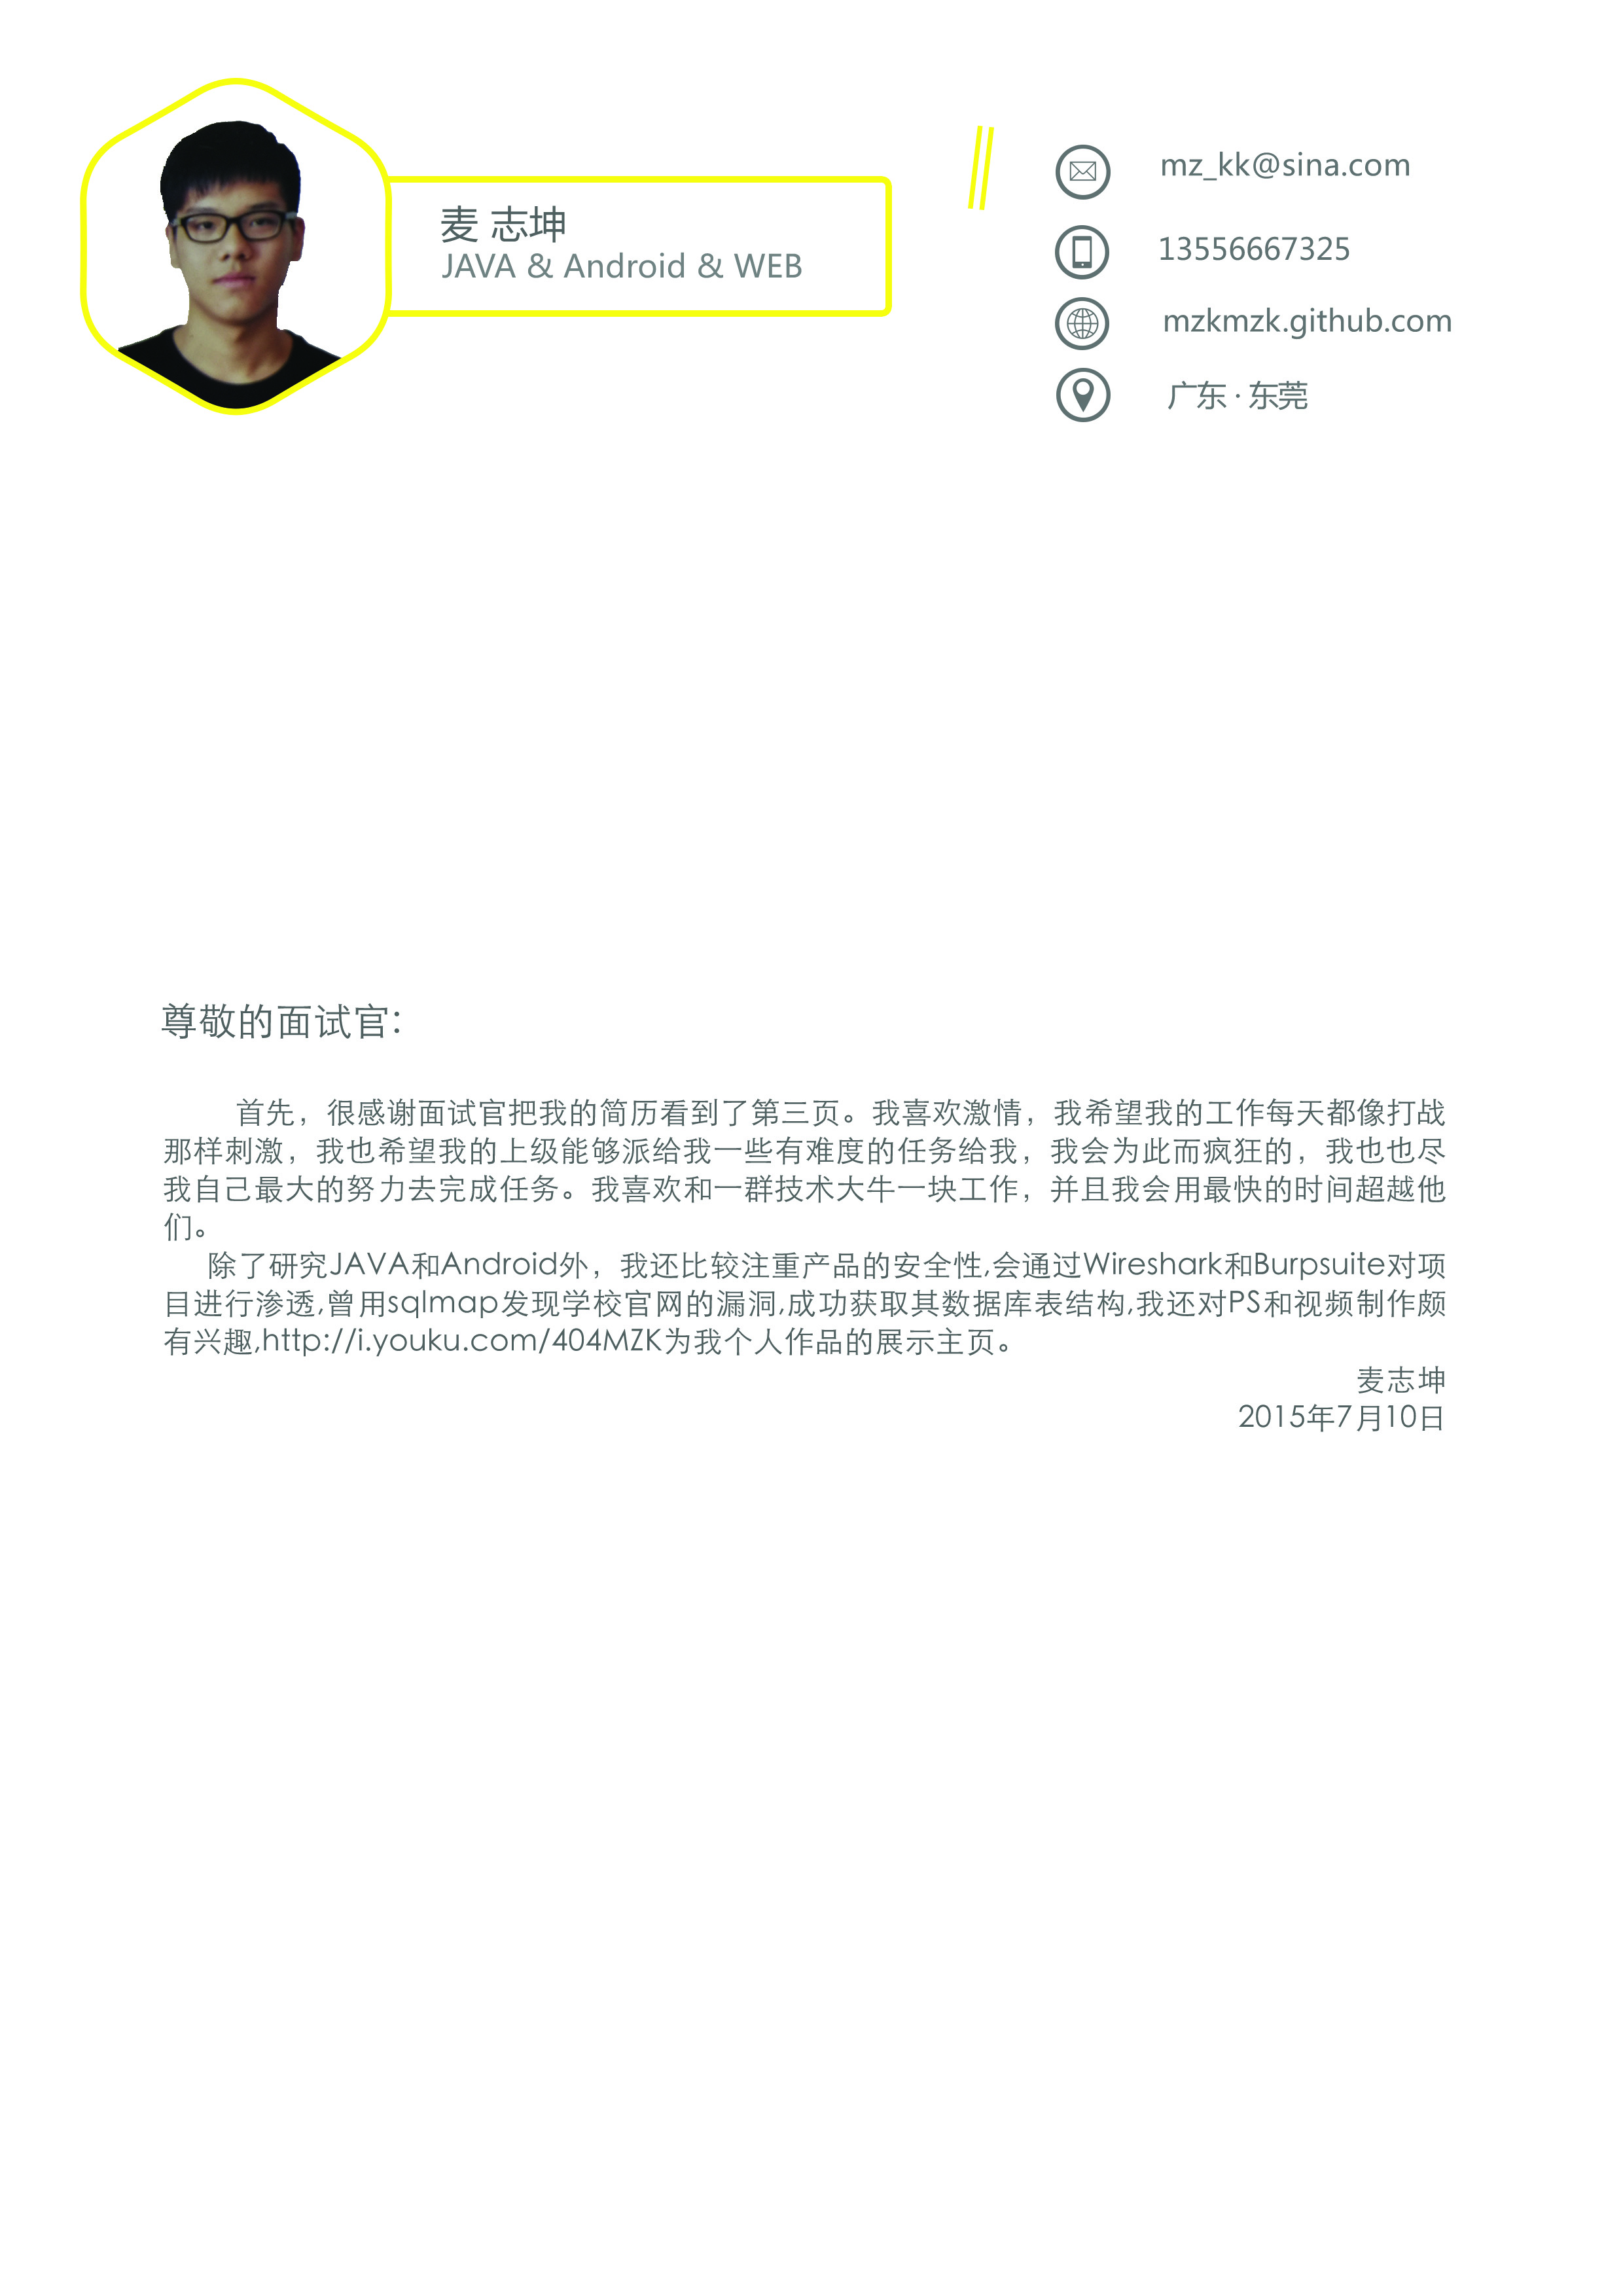 麦 志坤
JAVA & Android & WEB
mz_kk@sina.com
13556667325
mzkmzk.github.com
广东 · 东莞
尊敬的面试官:
首先，很感谢面试官把我的简历看到了第三页。我喜欢激情，我希望我的工作每天都像打战
那样刺激，我也希望我的上级能够派给我一些有难度的任务给我，我会为此而疯狂的，我也也尽
我自己最大的努力去完成任务。我喜欢和一群技术大牛一块工作，并且我会用最快的时间超越他
们。
除了研究JAVA和Android外，我还比较注重产品的安全性,会通过Wireshark和Burpsuite对项
目进行渗透,曾用sqlmap发现学校官网的漏洞,成功获取其数据库表结构,我还对PS和视频制作颇
有兴趣,http://i.youku.com/404MZK为我个人作品的展示主页。
麦志坤
2015年7月10日